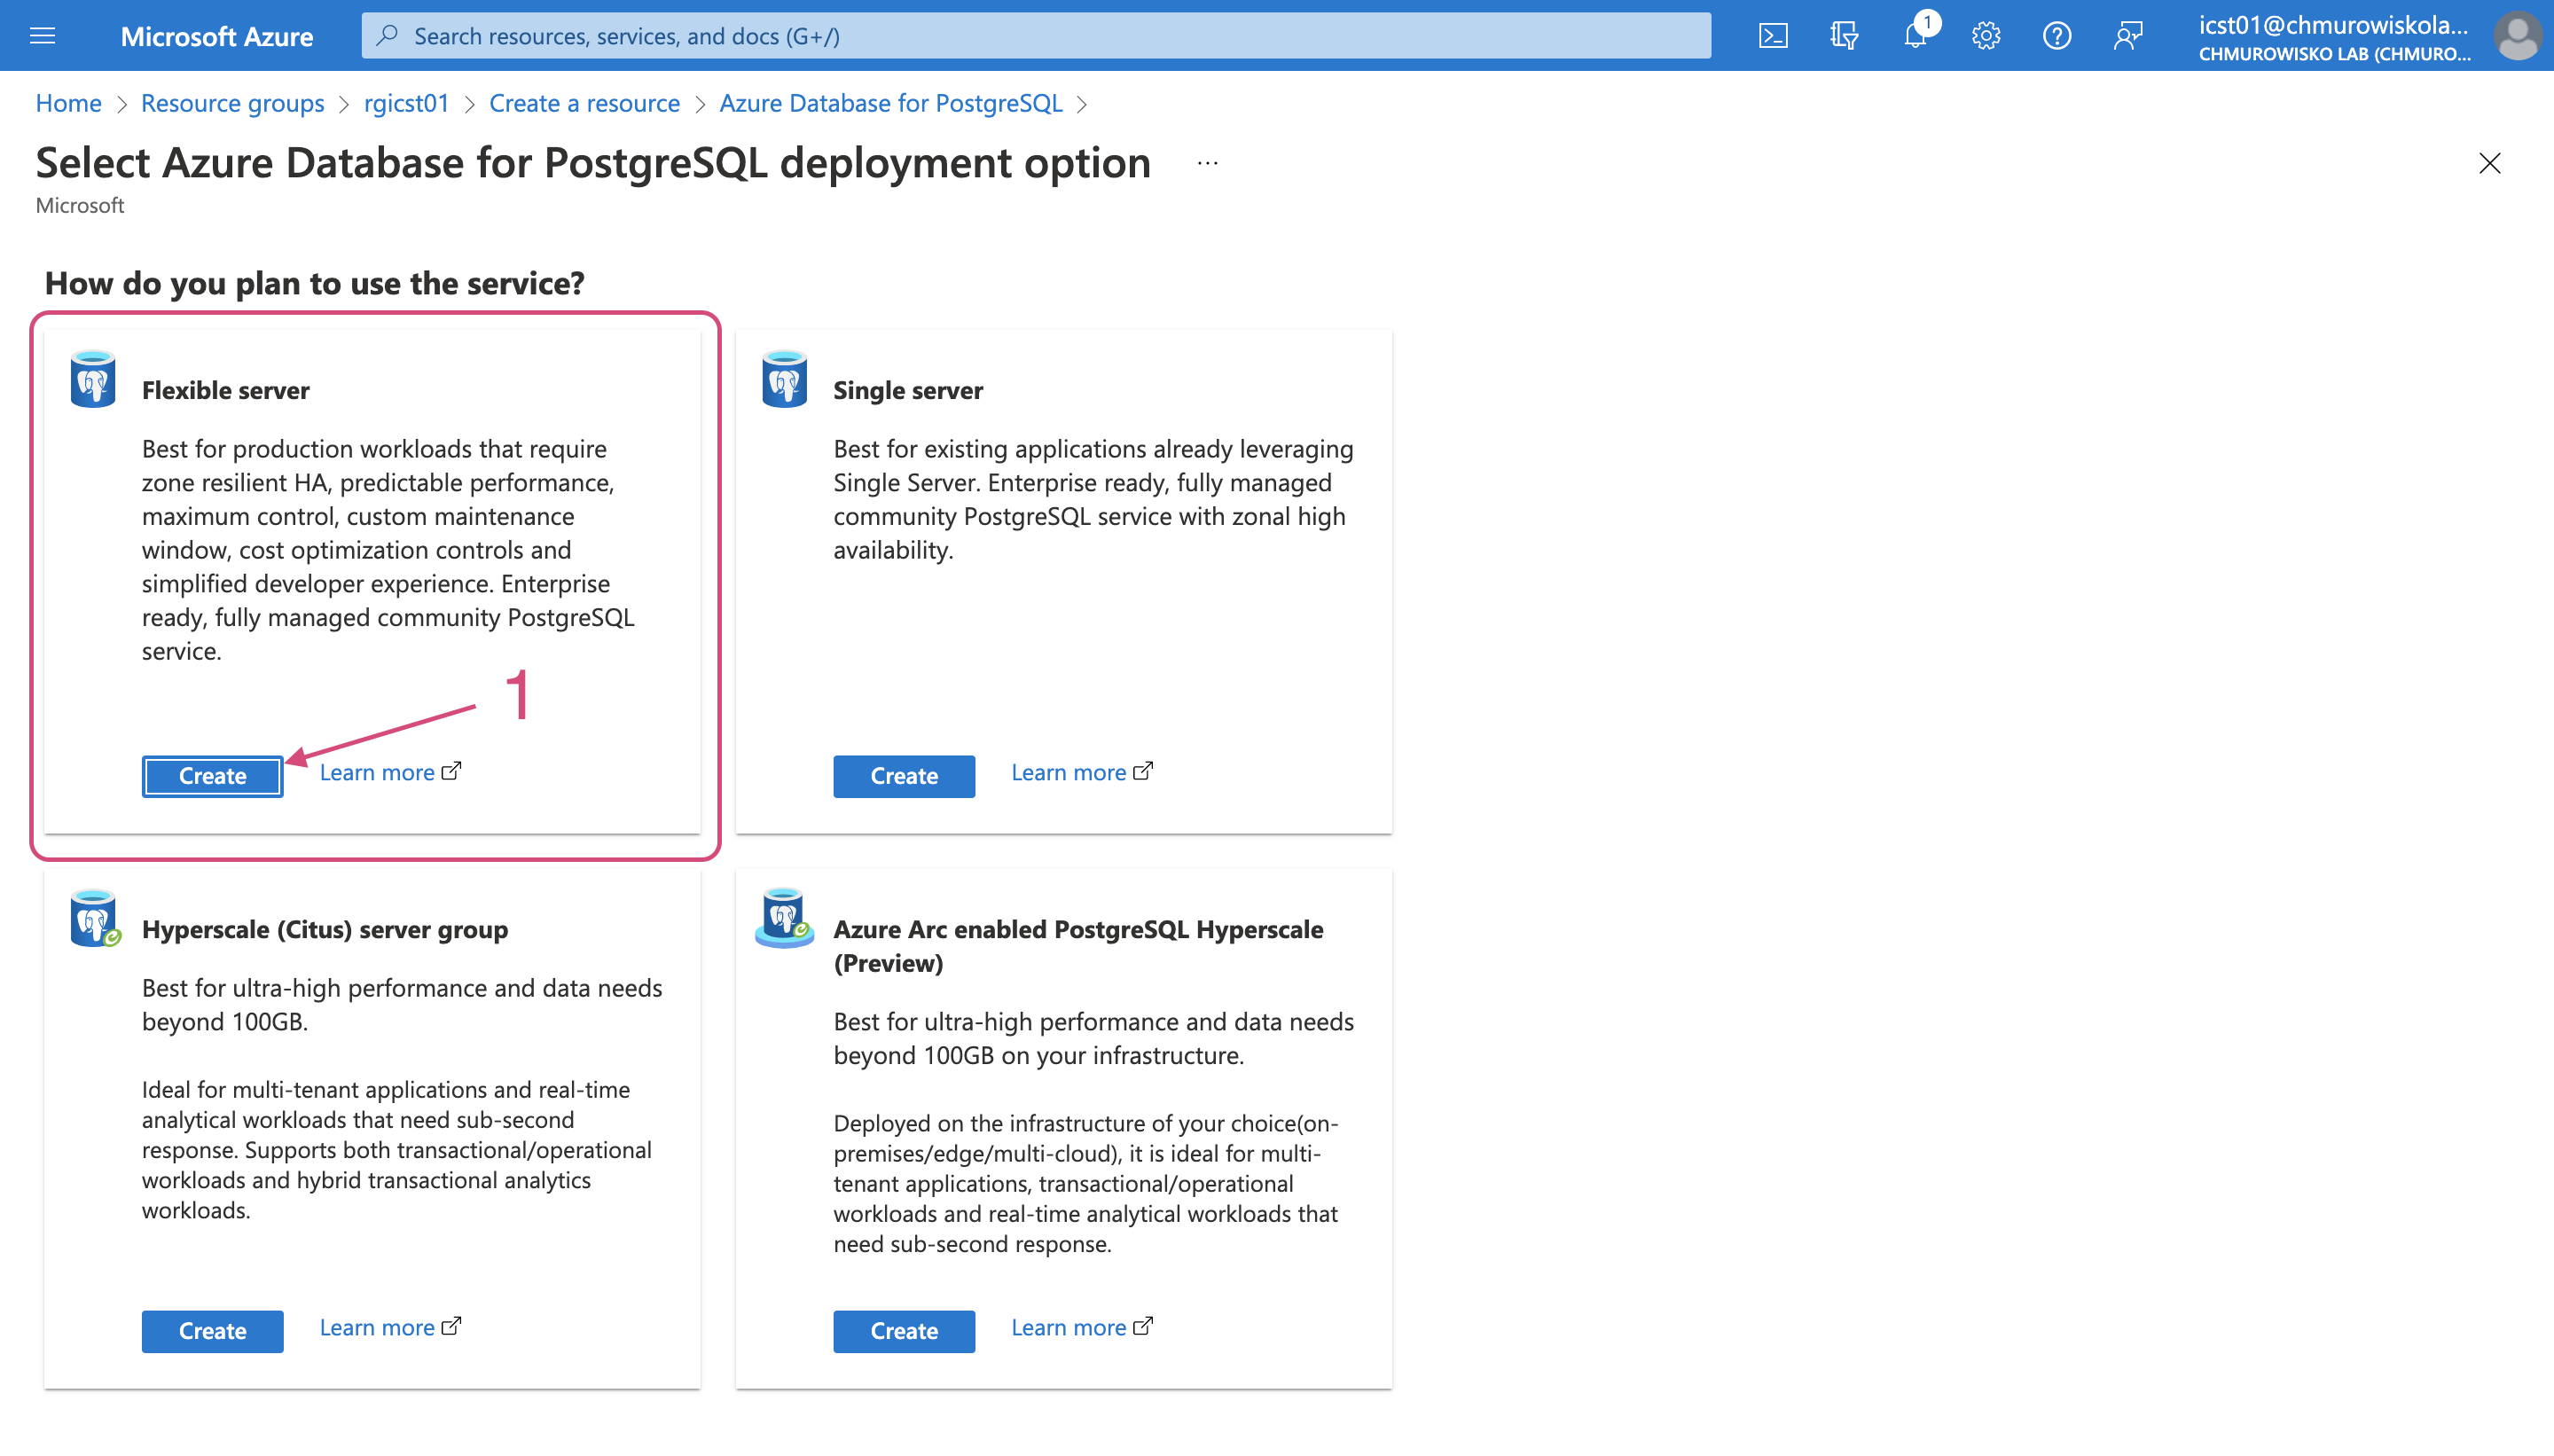 Microsoft Azure
Search resources, services, and docs (G+/)
1
icst01@chmurowiskola...
CHMUROWISKO LAB (CHMURO...
Home > Resource groups > rgicst01 > Create a resource > Azure Database for PostgreSQL >
Select Azure Database for PostgreSQL deployment option ...
Microsoft
How do you plan to use the service?
Flexible server
Best for production workloads that require
zone resilient HA, predictable performance,
maximum control, custom maintenance
window, cost optimization controls and
simplified developer experience. Enterprise
ready, fully managed community PostgreSQL
service.
1
Create
Learn more
Single server
Best for existing applications already leveraging
Single Server. Enterprise ready, fully managed
community PostgreSQL service with zonal high
availability.
Create
Learn more
Hyperscale (Citus) server group
Best for ultra-high performance and data needs
beyond 100GB.
Ideal for multi-tenant applications and real-time
analytical workloads that need sub-second
response. Supports both transactional/operational
workloads and hybrid transactional analytics
workloads.
Create
Learn more
Azure Arc enabled PostgreSQL Hyperscale
(Preview)
Best for ultra-high performance and data needs
beyond 100GB on your infrastructure.
Deployed on the infrastructure of your choice(on-
premises/edge/multi-cloud), it is ideal for multi-
tenant applications, transactional/operational
workloads and real-time analytical workloads that
need sub-second response.
Create
Learn more